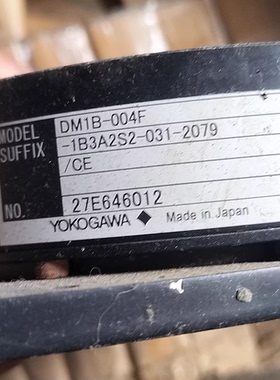 MODEL DM1B-004F
SUFFIX -1B3A2S2-031-2079
/CE
NO. 27E646012
YOKOGAWA ◆ Made in Japan